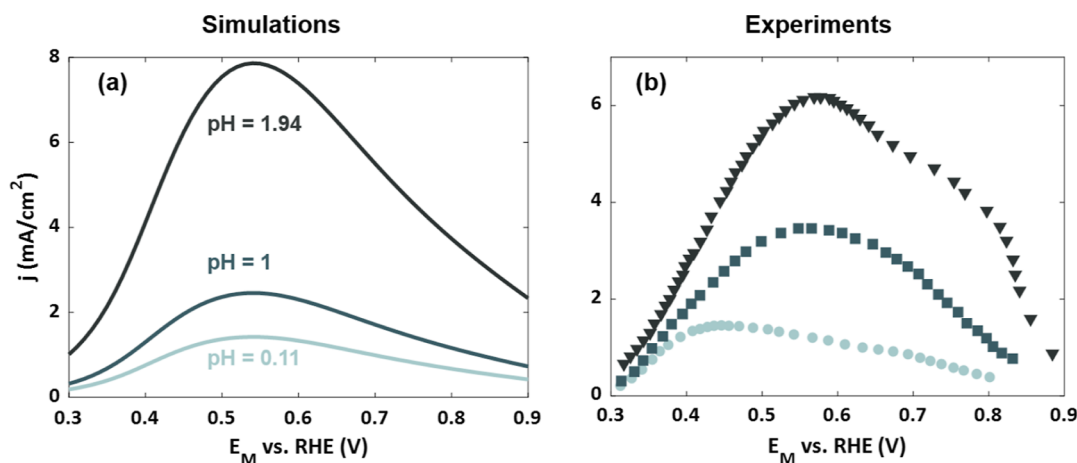 Simulations
Experiments
(a)
pH = 1.94
pH = 1
pH = 0.11
j (mA/cm²)
8
6
4
2
0
0.3 0.4 0.5 0.6 0.7 0.8 0.9
E_M vs. RHE (V)
(b)
6
4
2
0
0.3 0.4 0.5 0.6 0.7 0.8 0.9
E_M vs. RHE (V)